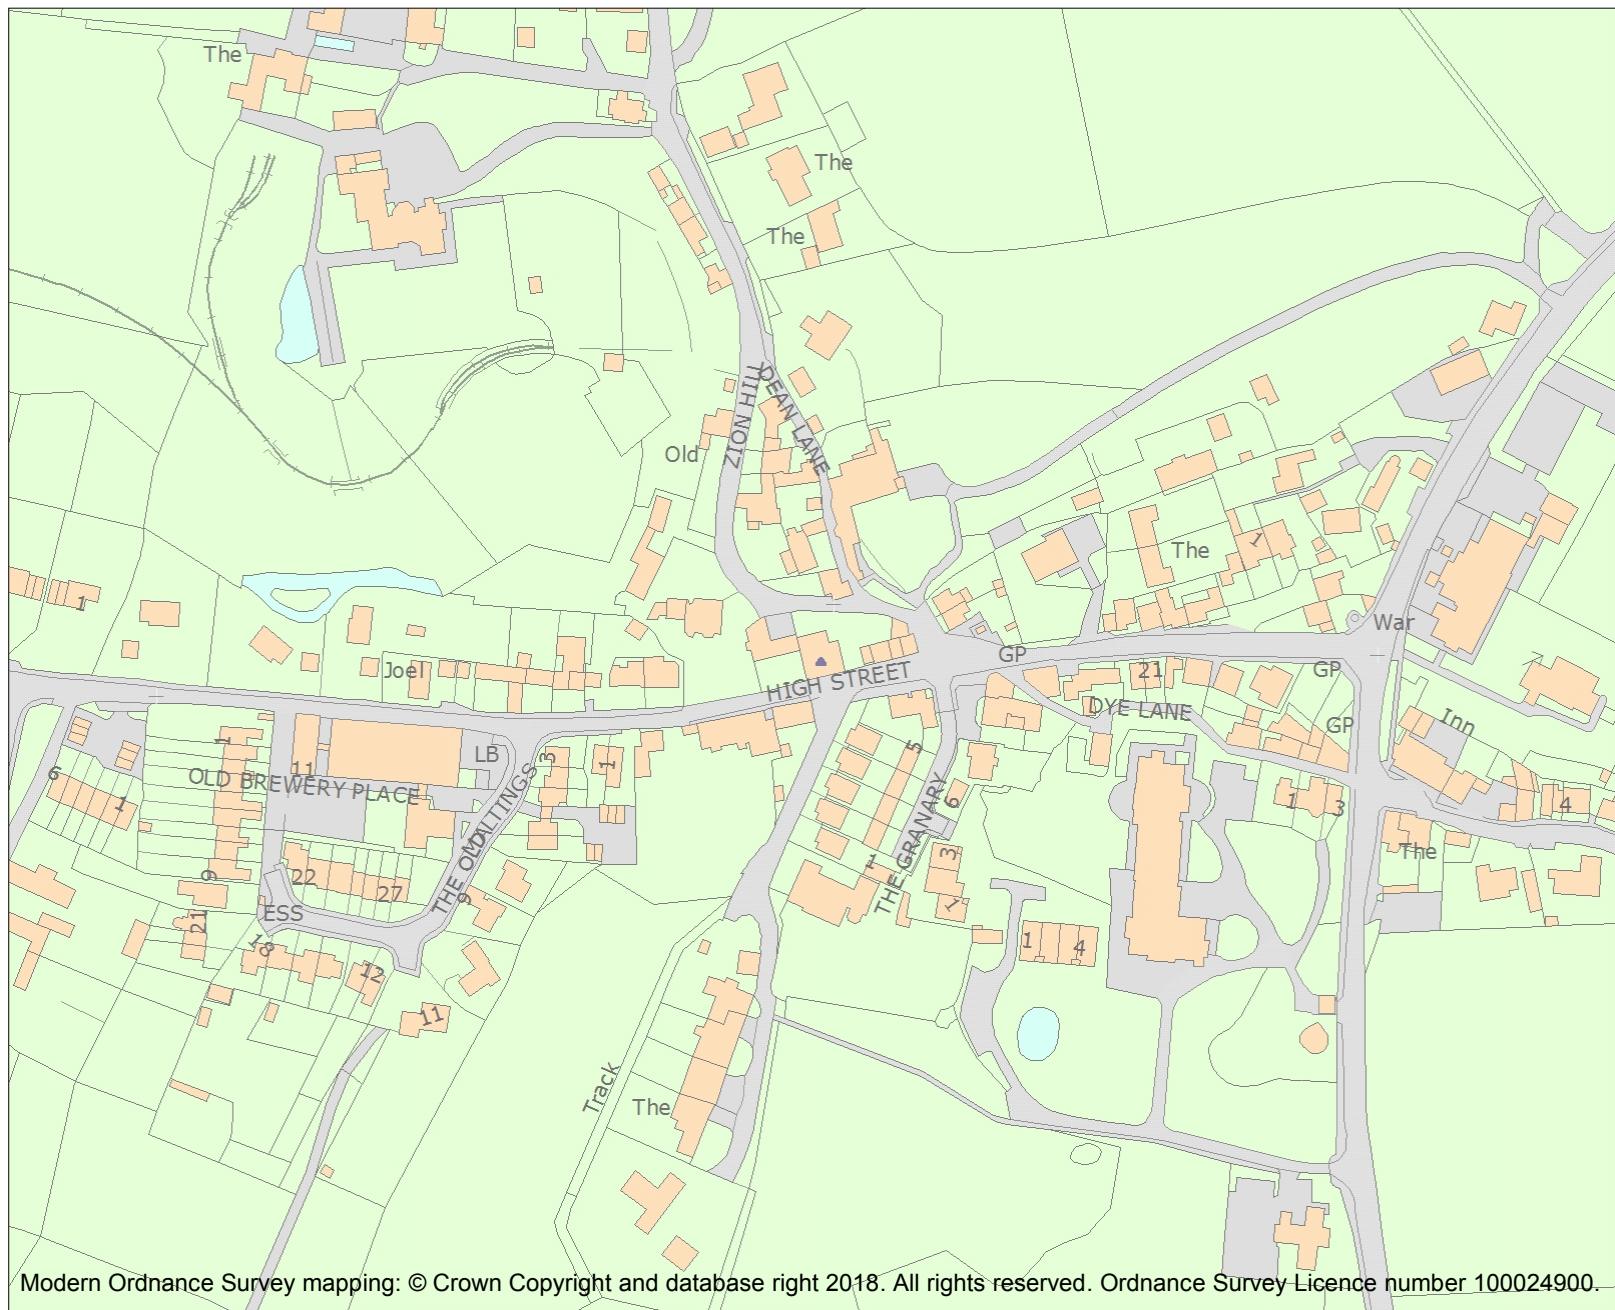 The
The
The
ZION HILL
DEAN LANE
Old
The
1
War
1
GP
Joel
GP
21
7
HIGH STREET
DYE LANE
Inn
GP
1
LB
3
1
5
11
OLD BREWERY PLACE
6
1
THE OLD MALTINGS
THE GRANARY
6
1
3
4
The
22
27
9
9
1
3
1
ESS
21
18
12
1
4
11
Track
The
Modern Ordnance Survey mapping: © Crown Copyright and database right 2018. All rights reserved. Ordnance Survey Licence number 100024900.